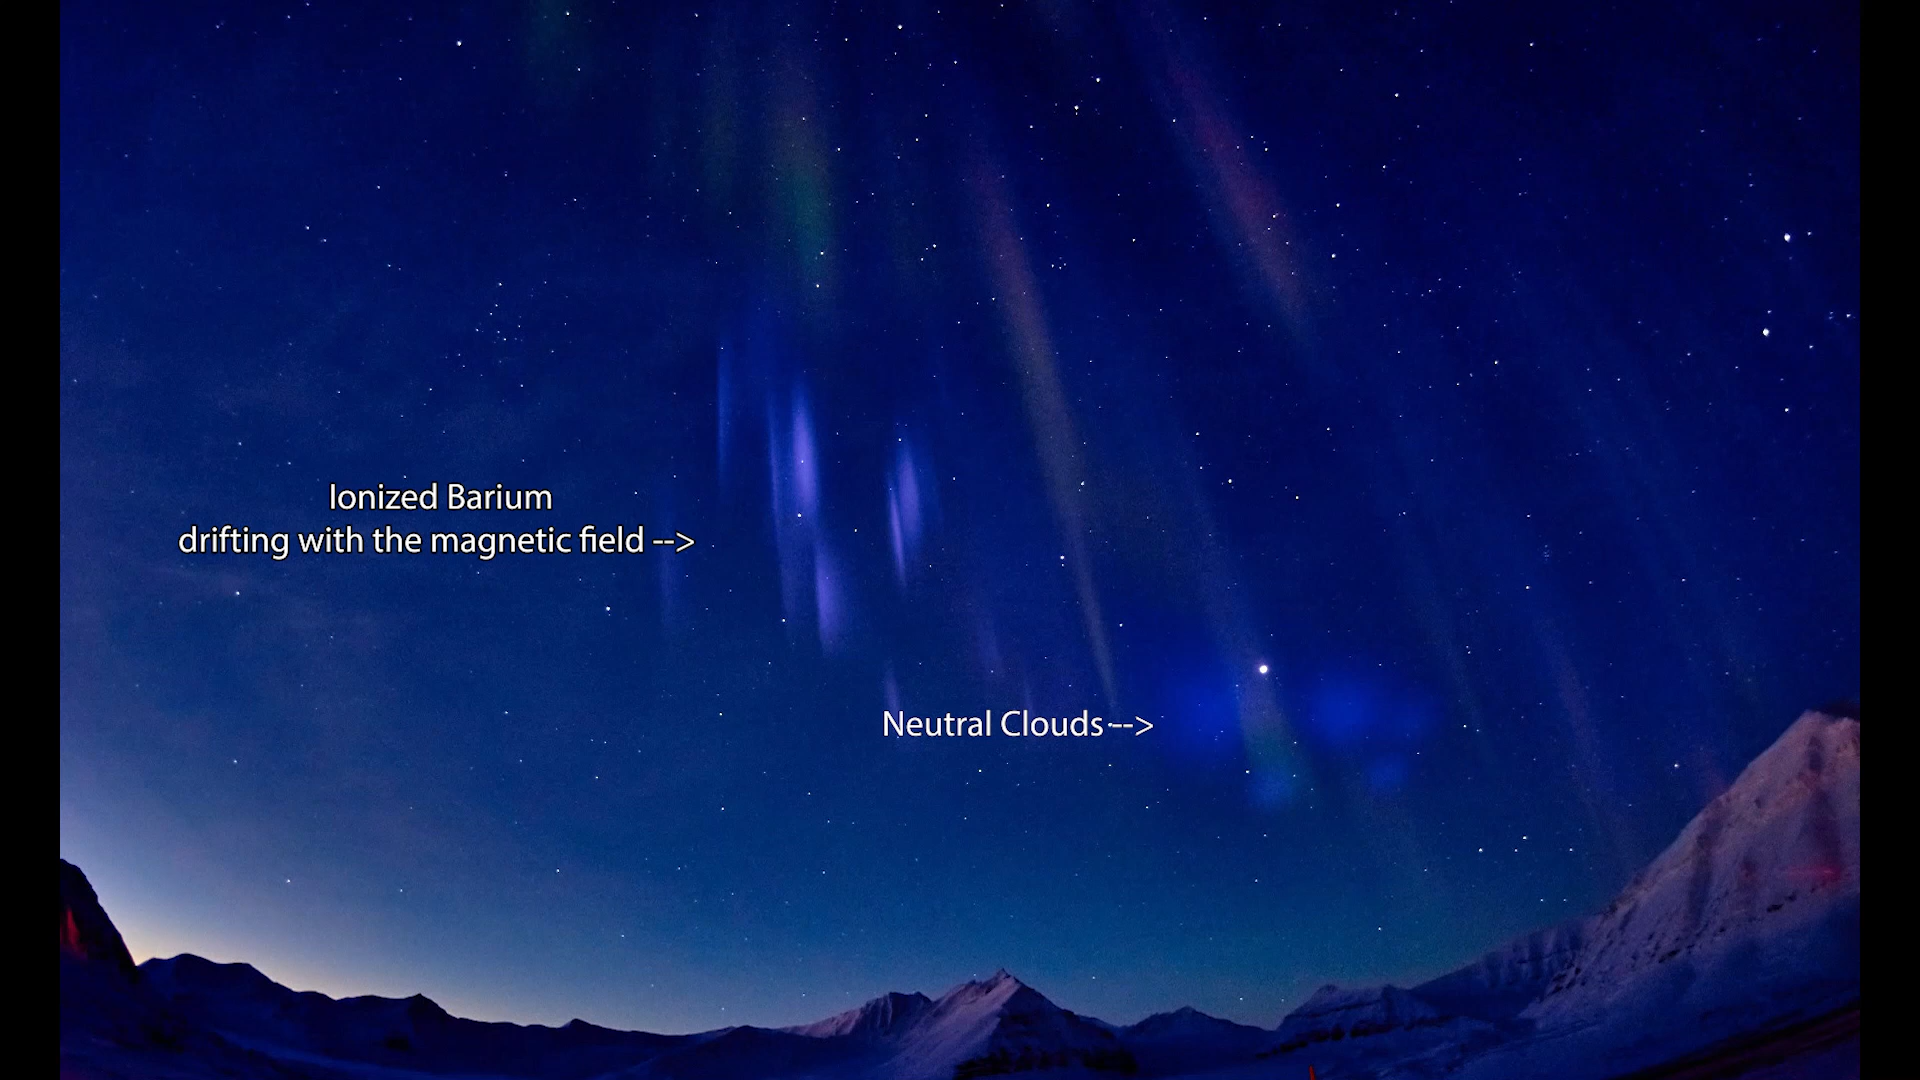 Ionized Barium
drifting with the magnetic field -->
Neutral Clouds -->